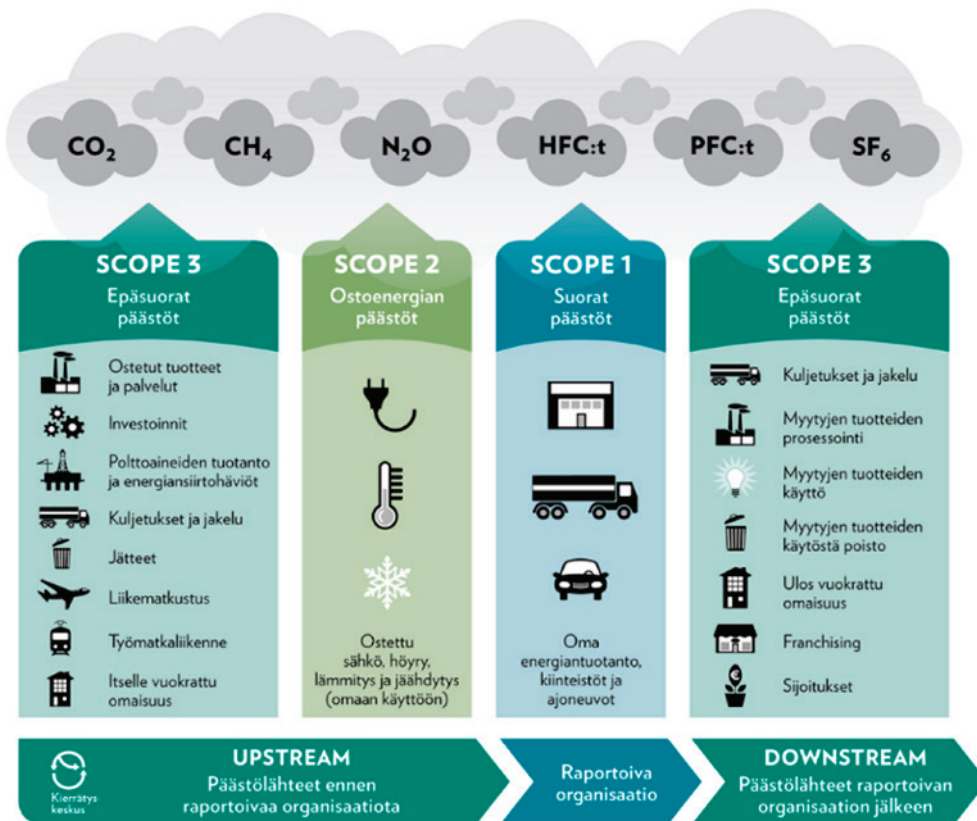 CO₂
CH₄
N₂O
HFC:t
PFC:t
SF₆
SCOPE 3
Epäsuorat
päästöt
Ostetut tuotteet
ja palvelut
Investoinnit
Polttoaineiden tuotanto
ja energiansiirtohäviöt
Kuljetukset ja jakelu
Jätteet
Liikematkustus
Työmatkaliikenne
Itselle vuokrattu
omaisuus
SCOPE 2
Ostoenergian
päästöt
Ostettu
sähkö, höyry,
lämmitys ja jäähdytys
(omaan käyttöön)
SCOPE 1
Suorat
päästöt
Oma
energiantuotanto,
kiinteistöt ja
ajoneuvot
SCOPE 3
Epäsuorat
päästöt
Kuljetukset ja jakelu
Myytyjen tuotteiden
prosessointi
Myytyjen tuotteiden
käyttö
Myytyjen tuotteiden
käytöstä poisto
Ulos vuokrattu
omaisuus
Franchising
€
Sijoitukset
Kierrätys-
keskus
UPSTREAM
Päästölähteet ennen
raportoivaa organisaatiota
Raportoiva
organisaatio
DOWNSTREAM
Päästölähteet raportoivan
organisaation jälkeen